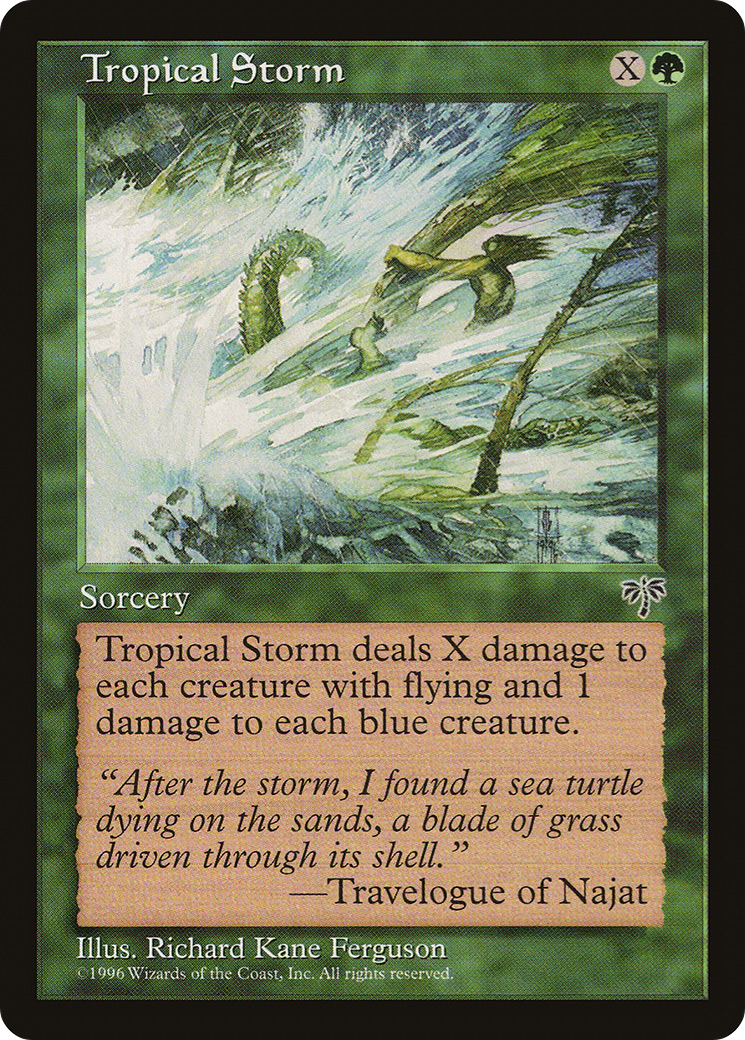 Tropical Storm X
Sorcery
Tropical Storm deals X damage to
each creature with flying and 1
damage to each blue creature.
“After the storm, I found a sea turtle
dying on the sands, a blade of grass
driven through its shell.”
—Travelogue of Najat
Illus. Richard Kane Ferguson
©1996 Wizards of the Coast, Inc. All rights reserved.